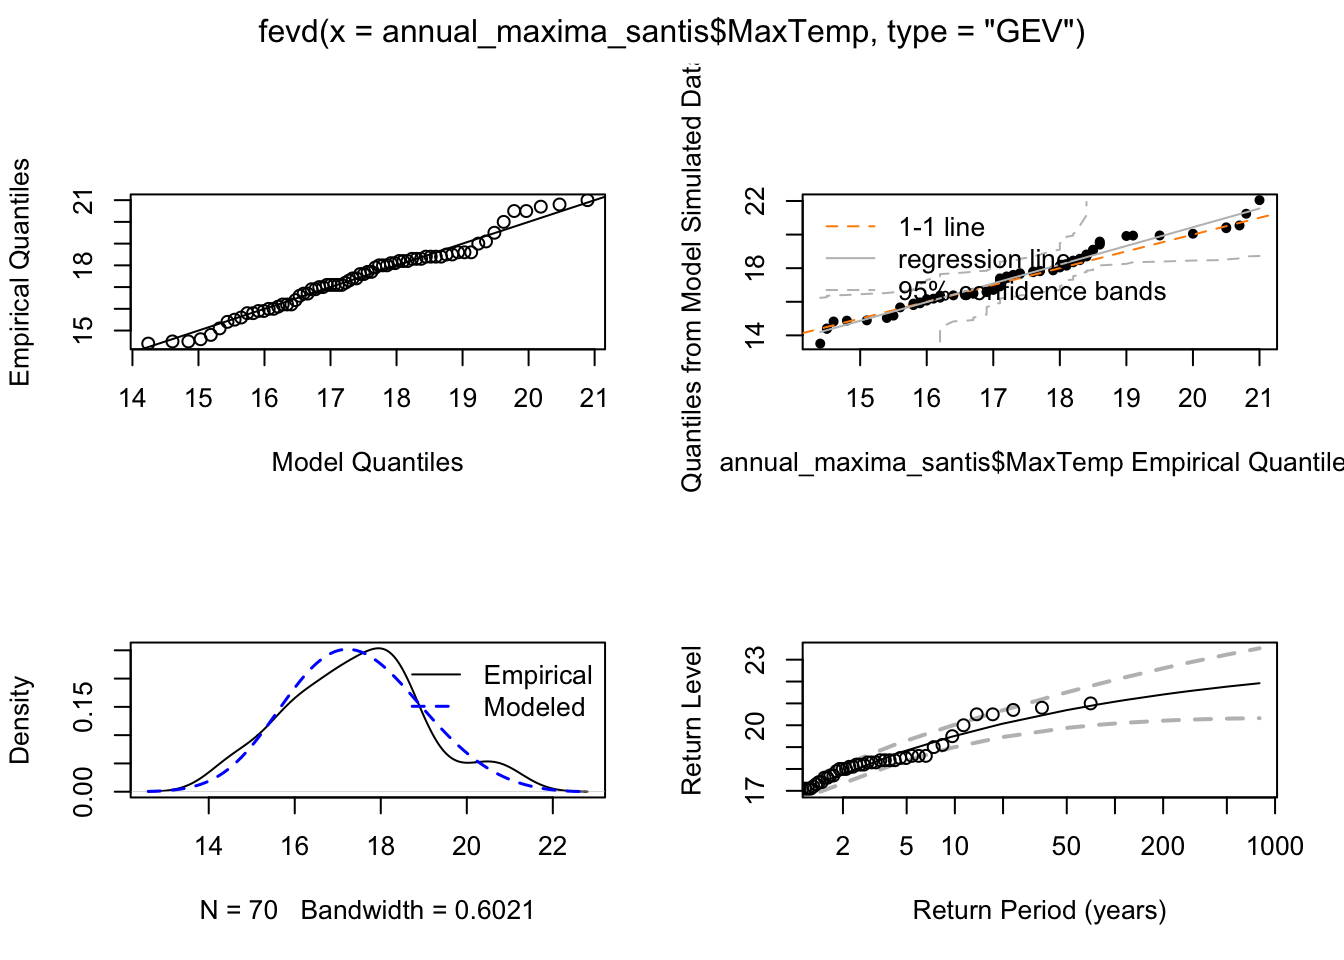 fevd(x = annual_maxima_santis$MaxTemp, type = "GEV")
Empirical Quantiles
21
18
15
14 15 16 17 18 19 20 21
Model Quantiles
Quantiles from Model Simulated Dat
22
18
14
1-1 line
regression line
95% confidence bands
15 16 17 18 19 20 21
annual_maxima_santis$MaxTemp Empirical Quantile
Density
0.15
0.00
Empirical
Modeled
14 16 18 20 22
N = 70 Bandwidth = 0.6021
Return Level
23
20
17
2 5 10 50 200 1000
Return Period (years)